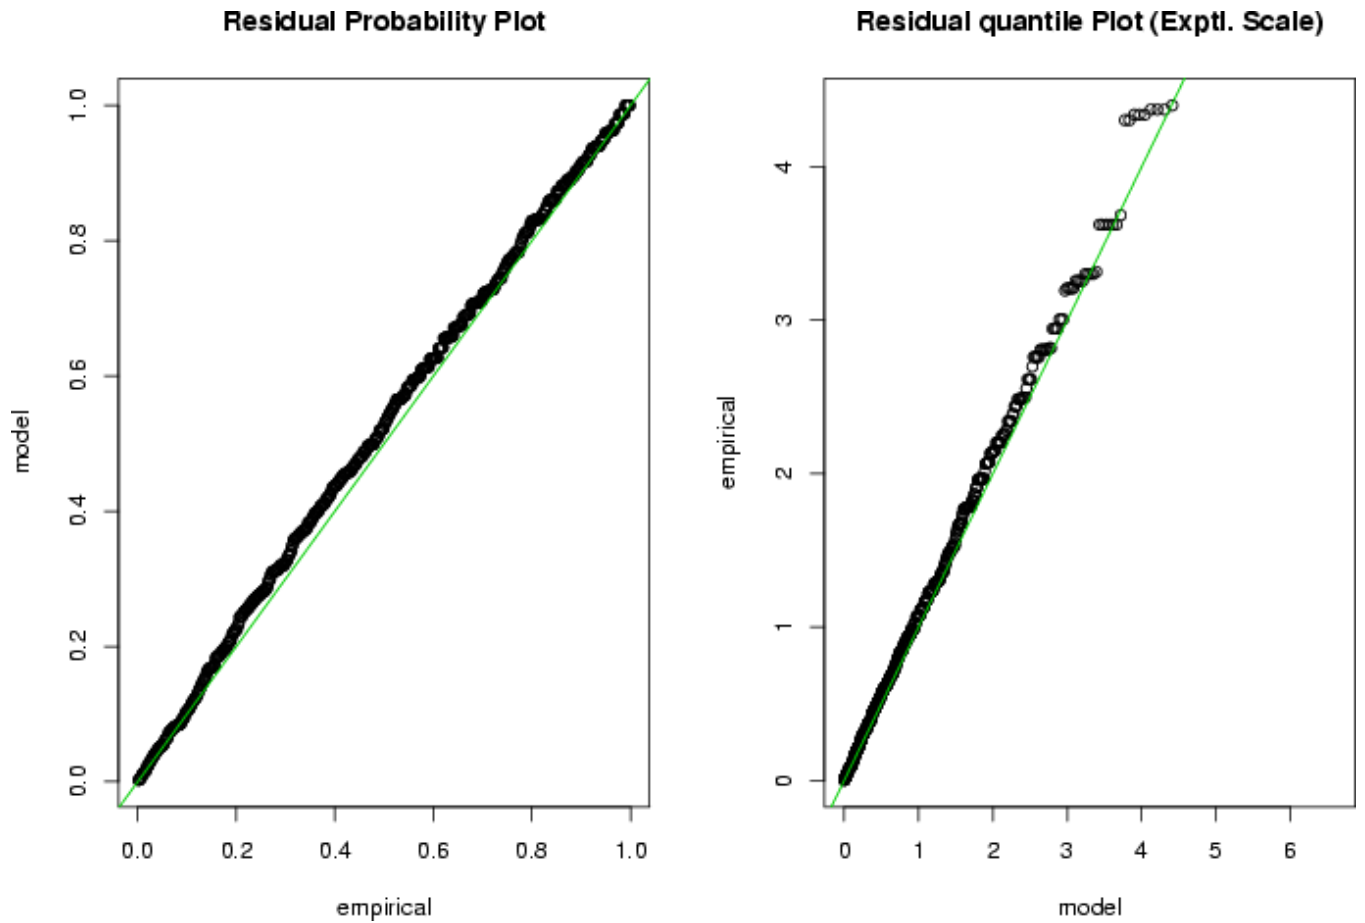 Residual Probability Plot
model
1.0
0.8
0.6
0.4
0.2
0.0
0.0 0.2 0.4 0.6 0.8 1.0
empirical
Residual quantile Plot (Exptl. Scale)
empirical
4
3
2
1
0
0 1 2 3 4 5 6
model